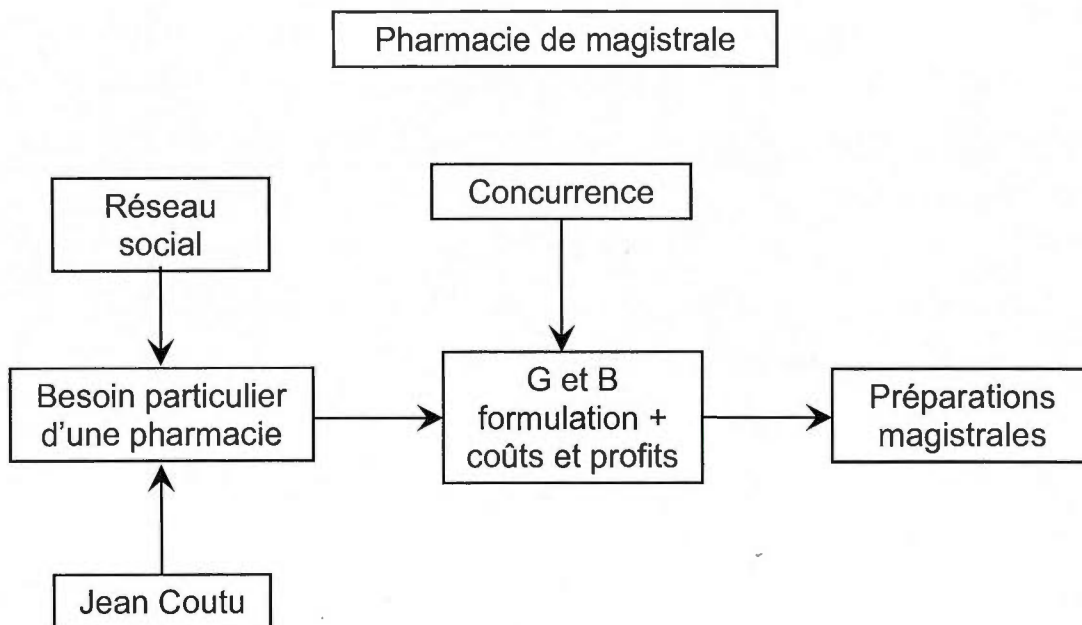 Pharmacie de magistrale
Réseau
social
Concurrence
Besoin particulier
d'une pharmacie
G et B
formulation +
coûts et profits
Préparations
magistrales
Jean Coutu